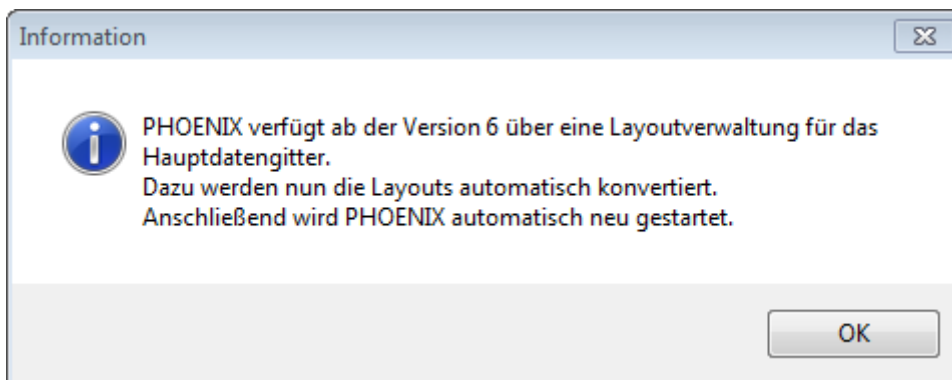 Information
PHOENIX verfügt ab der Version 6 über eine Layoutverwaltung für das
Hauptdatengitter.
Dazu werden nun die Layouts automatisch konvertiert.
Anschließend wird PHOENIX automatisch neu gestartet.
OK